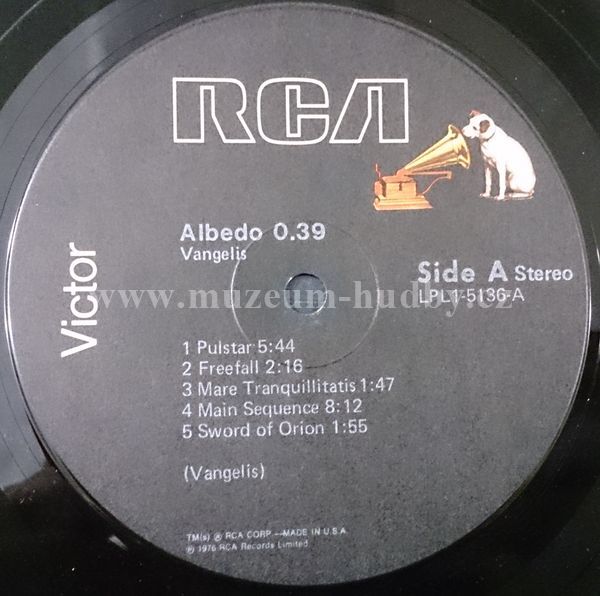 RCA
Victor
Albedo 0.39
Vangelis
Side A Stereo
LPL1-5136-A
www.muzeum-hudby.cz
1 Pulstar 5:44
2 Freefall 2:16
3 Mare Tranquillitatis 1:47
4 Main Sequence 8:12
5 Sword of Orion 1:55
(Vangelis)
TM(s) ® RCA CORP.—MADE IN U.S.A.
℗ 1976 RCA Records Limited